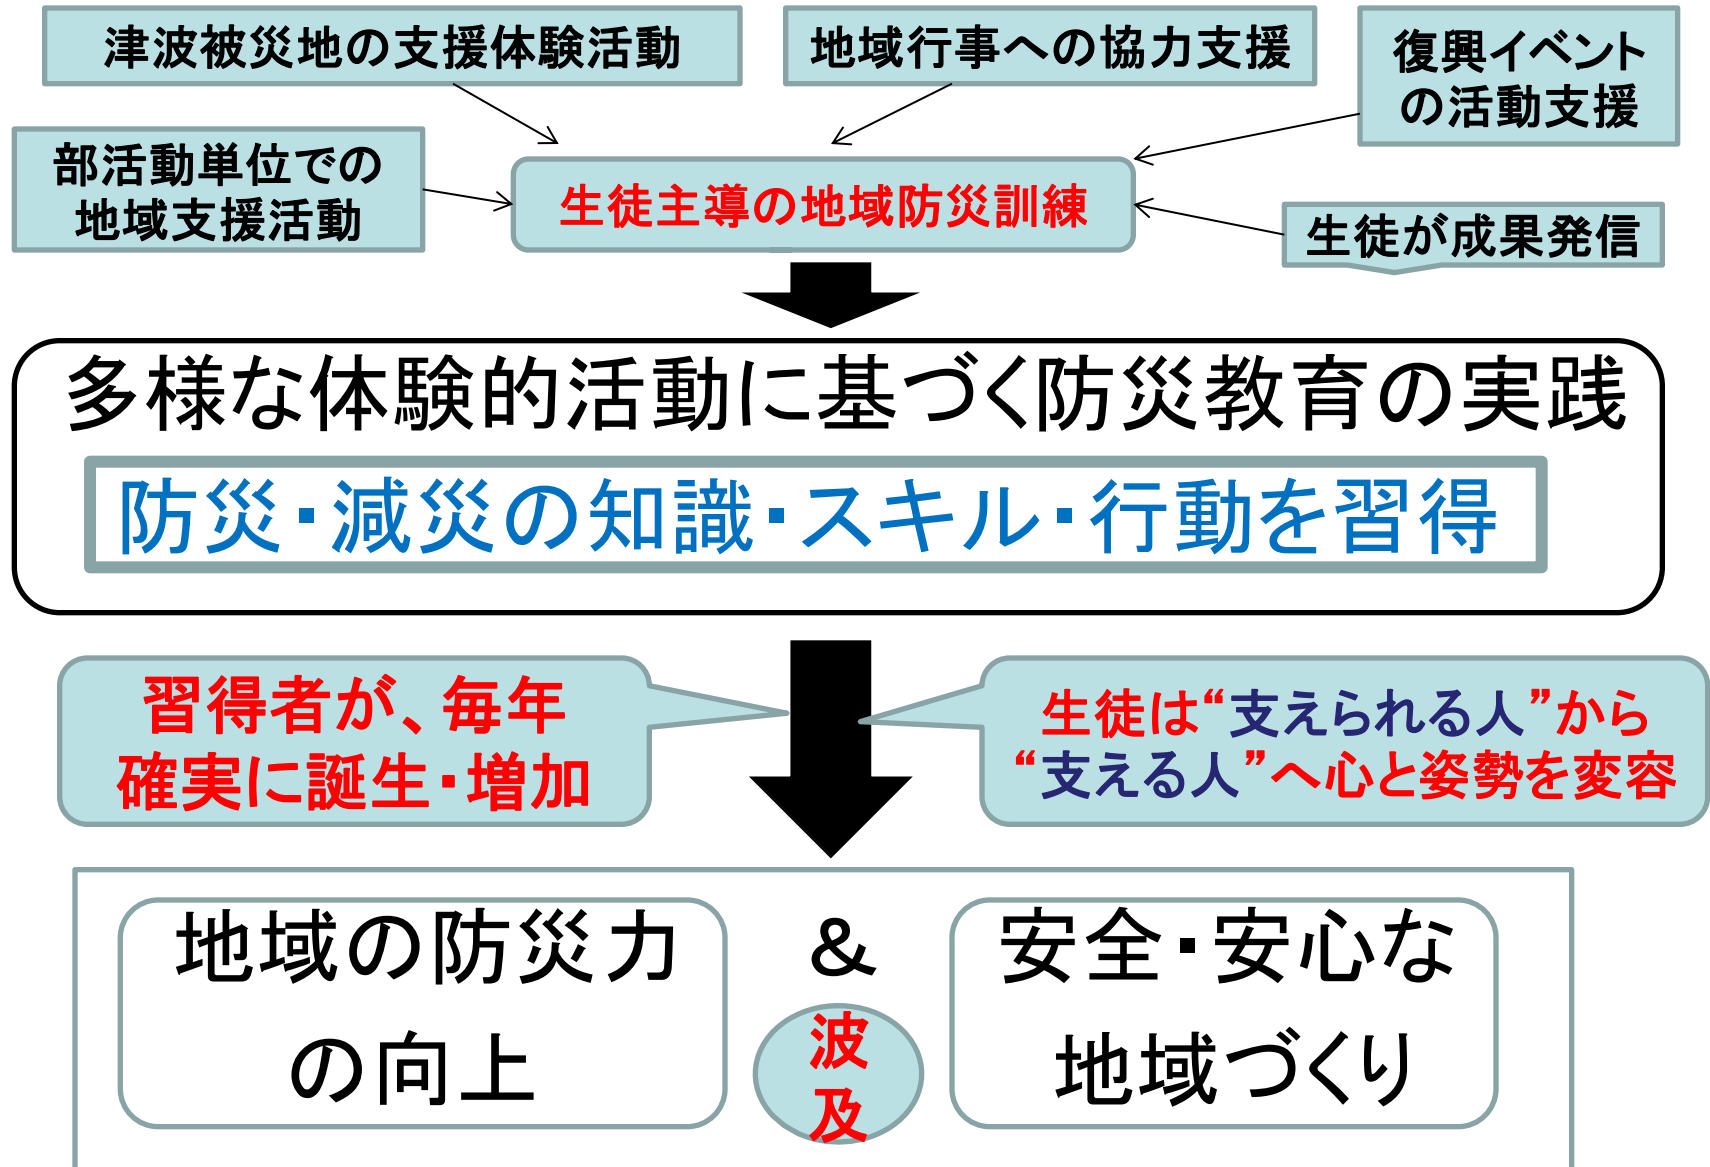 津波被災地の支援体験活動
地域行事への協力支援
復興イベント
の活動支援
部活動単位での
地域支援活動
生徒主導の地域防災訓練
生徒が成果発信
多様な体験的活動に基づく防災教育の実践
防災・減災の知識・スキル・行動を習得
習得者が、毎年
確実に誕生・増加
生徒は“支えられる人”から
“支える人”へ心と姿勢を変容
地域の防災力
の向上
&
波
及
安全・安心な
地域づくり